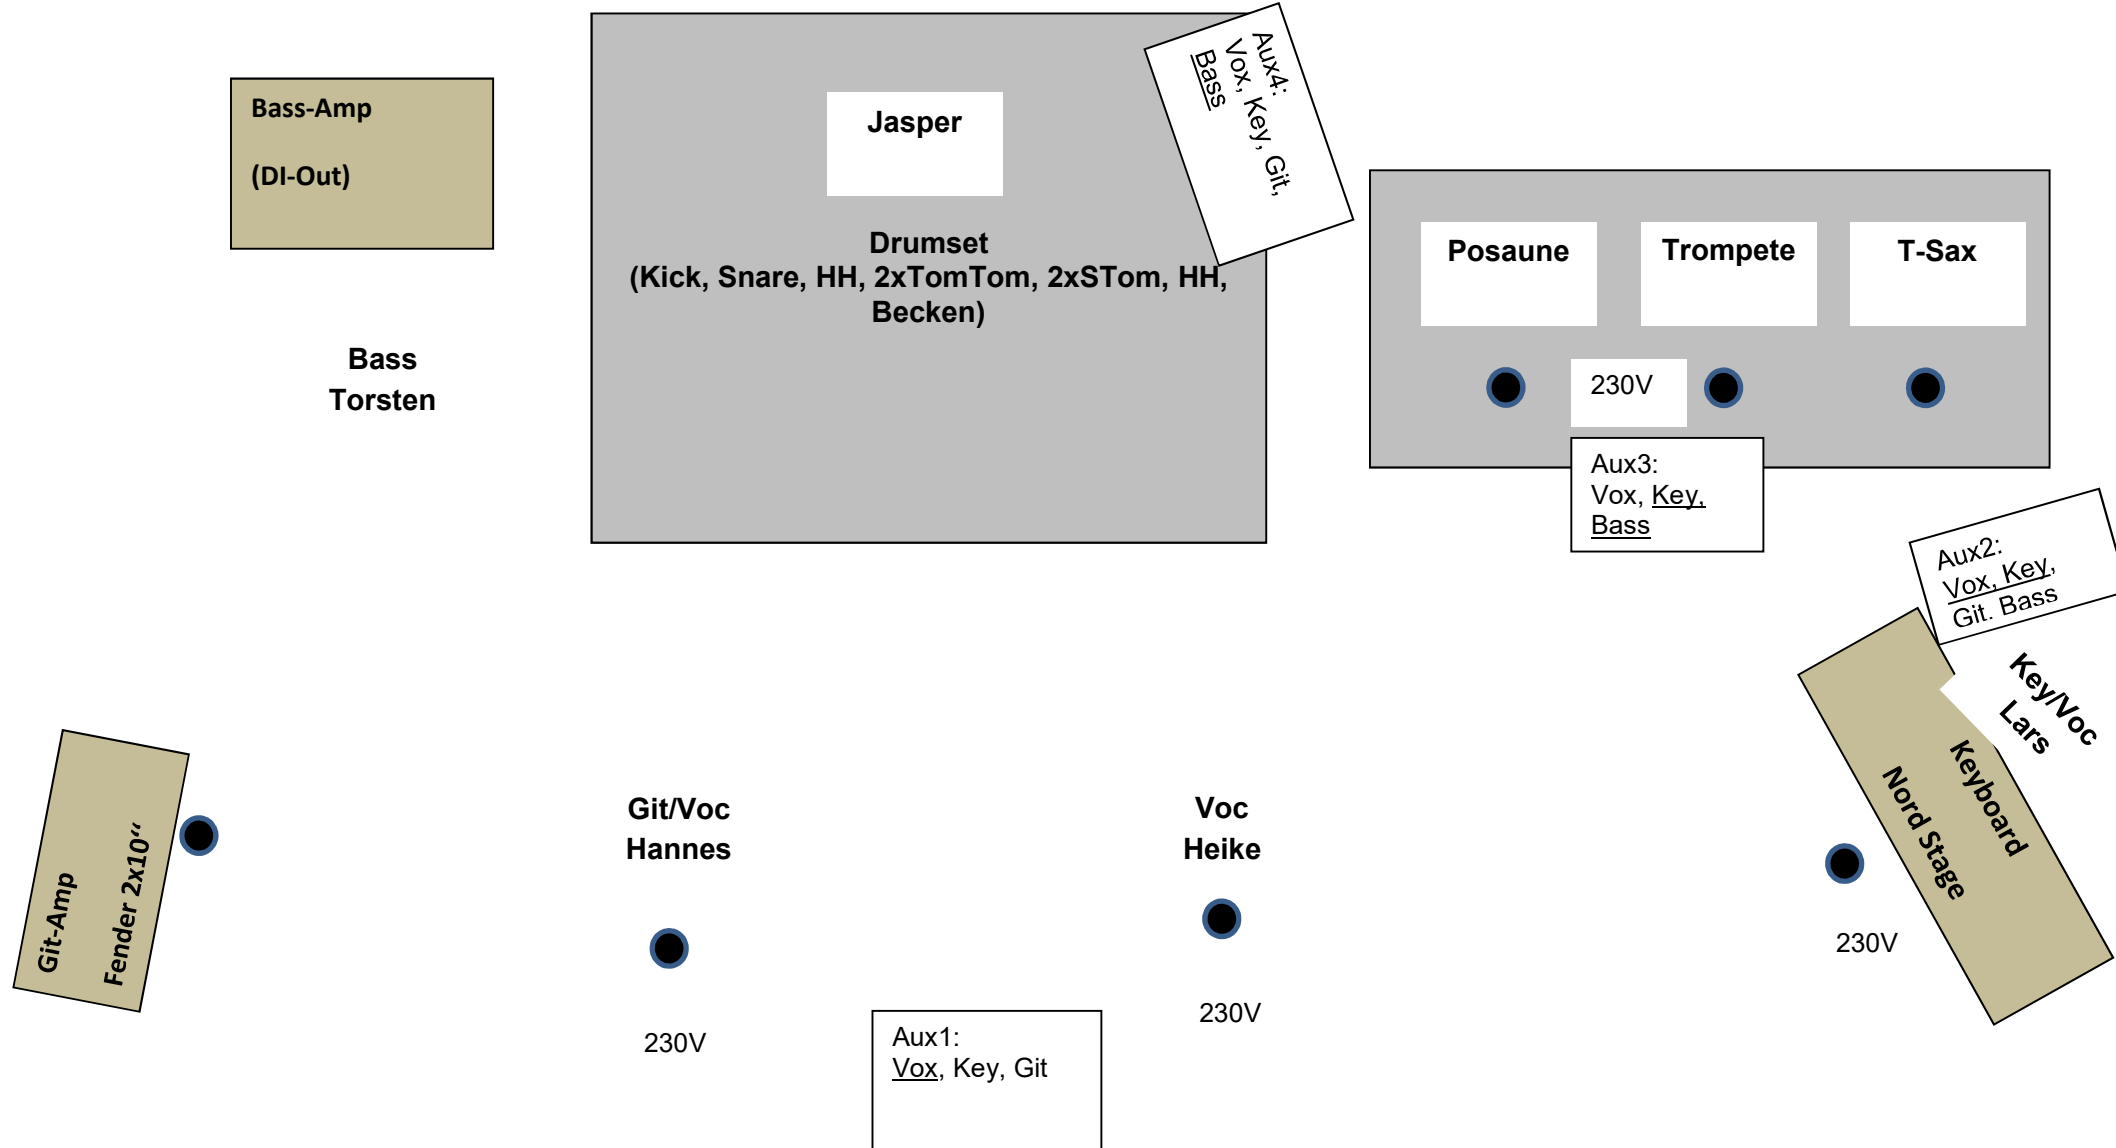 Bass-Amp
(DI-Out)
Jasper
Drumset
(Kick, Snare, HH, 2xTomTom, 2xSTom, HH,
Becken)
Aux4:
Vox, Key, Git,
Bass
Posaune
Trompete
T-Sax
230V
Aux3:
Vox, Key,
Bass
Bass
Torsten
Aux2:
Vox, Key,
Git. Bass
Key/Voc
Lars
Keyboard
Nord Stage
230V
Git-Amp
Fender 2x10“
Git/Voc
Hannes
230V
Voc
Heike
230V
Aux1:
Vox, Key, Git